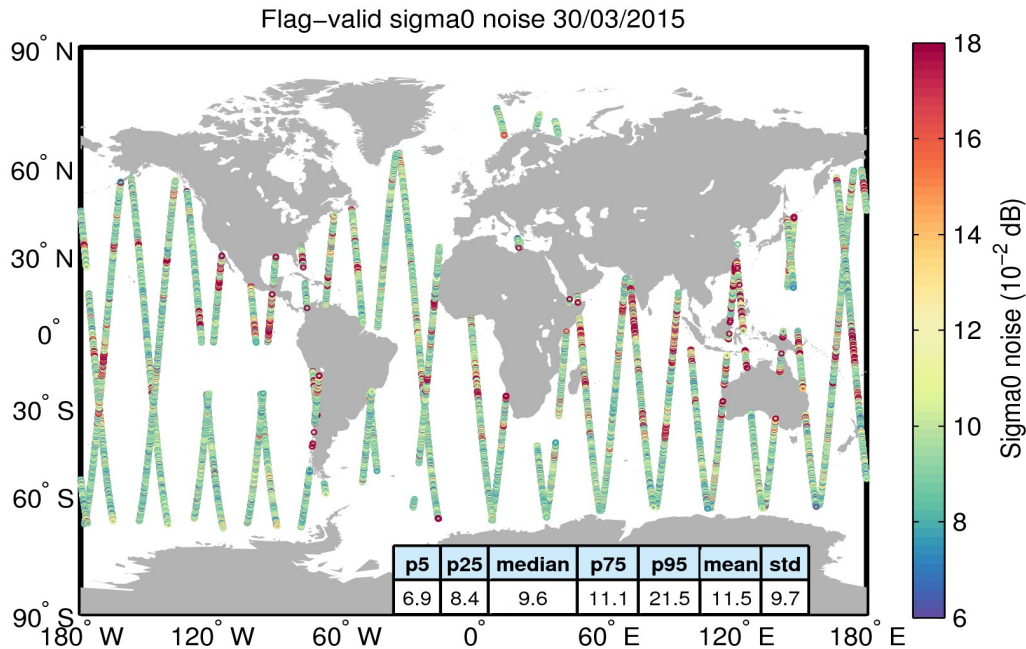 Flag-valid sigma0 noise 30/03/2015
90° N
60° N
30° N
0°
30° S
60° S
90° S
180° W
120° W
60° W
0°
60° E
120° E
180° E
p5 p25 median p75 p95 mean std
6.9 8.4 9.6 11.1 21.5 11.5 9.7
18
16
14
12
10
8
6
Sigma0 noise (10⁻² dB)